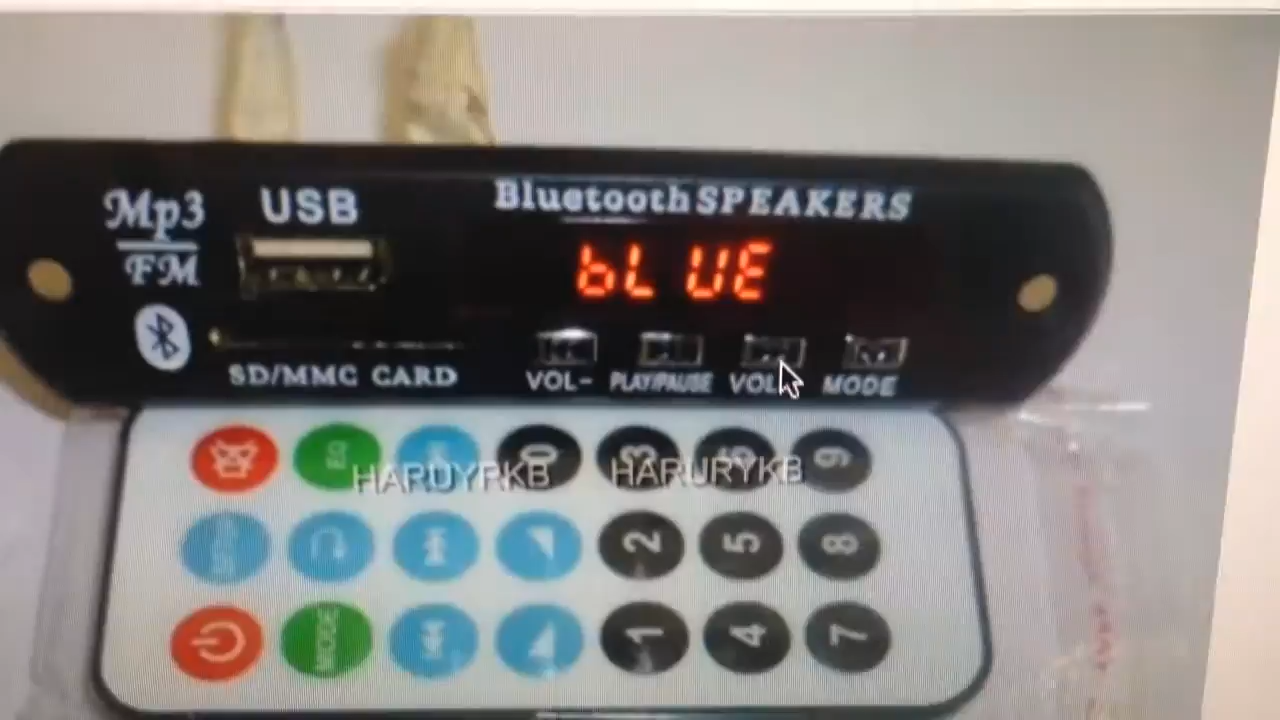 Mp3
FM
USB
Bluetooth SPEAKERS
bLUE
SD/MMC CARD
VOL-
PLAY/PAUSE
VOL
MODE
EQ
0
3
6
9
HARUYRKB
HARURYKB
2
5
8
MODE
1
4
7